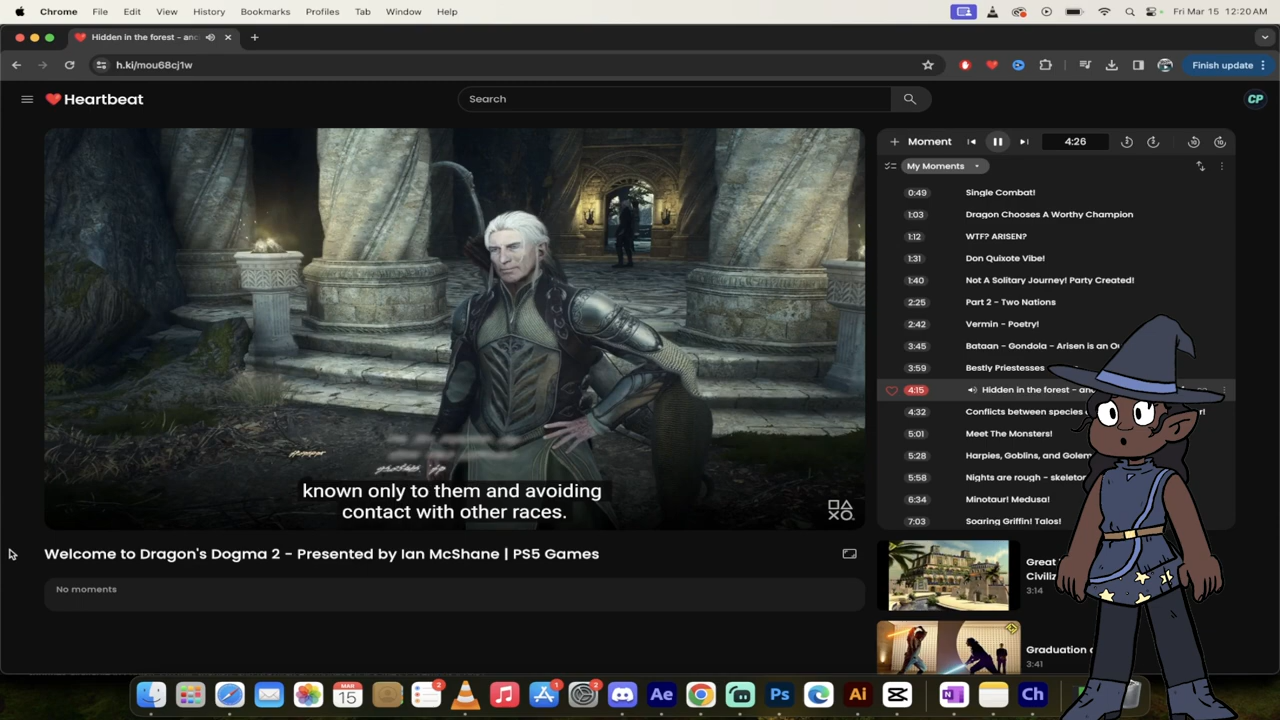 Chrome File Edit View History Bookmarks Profiles Tab Window Help
Fri Mar 15 12:20 AM
Hidden in the forest - an
h.ki/mou68cj1w
Finish update
Heartbeat
Search
CP
+ Moment
4:26
My Moments
0:49 Single Combat!
1:03 Dragon Chooses A Worthy Champion
1:12 WTF? ARISEN?
1:31 Don Quixote Vibe!
1:40 Not A Solitary Journey! Party Created!
2:25 Part 2 - Two Nations
2:42 Vermin - Poetry!
3:45 Bataan - Gondola - Arisen is an
3:59 Bestly Priestesses
4:15 Hidden in the forest -
4:32 Conflicts between species
5:01 Meet The Monsters!
5:28 Harpies, Goblins, and
5:58 Nights are rough -
6:34 Minotaur! Medusa!
7:03 Soaring Griffin! Talos!
known only to them and avoiding
contact with other races.
Welcome to Dragon's Dogma 2 - Presented by Ian McShane | PS5 Games
No moments
Great
3:14
Graduation
3:41
MAR
15
2
1
2
Ae
Ps
Ai
N
Ch